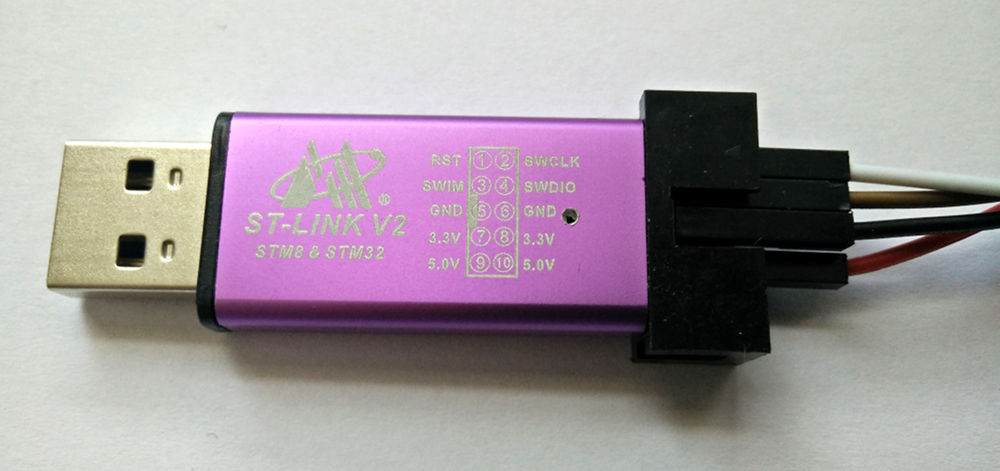 ®
ST-LINK V2
STM8 & STM32
RST 1 2 SWCLK
SWIM 3 4 SWDIO
GND 5 6 GND
3.3V 7 8 3.3V
5.0V 9 10 5.0V